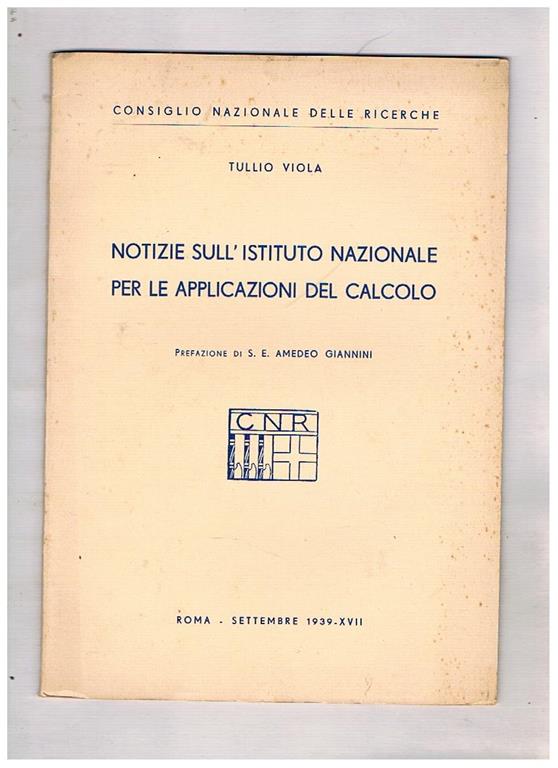 CONSIGLIO NAZIONALE DELLE RICERCHE
TULLIO VIOLA
NOTIZIE SULL'ISTITUTO NAZIONALE
PER LE APPLICAZIONI DEL CALCOLO
PREFAZIONE DI S. E. AMEDEO GIANNINI
CNR
ROMA - SETTEMBRE 1939-XVII